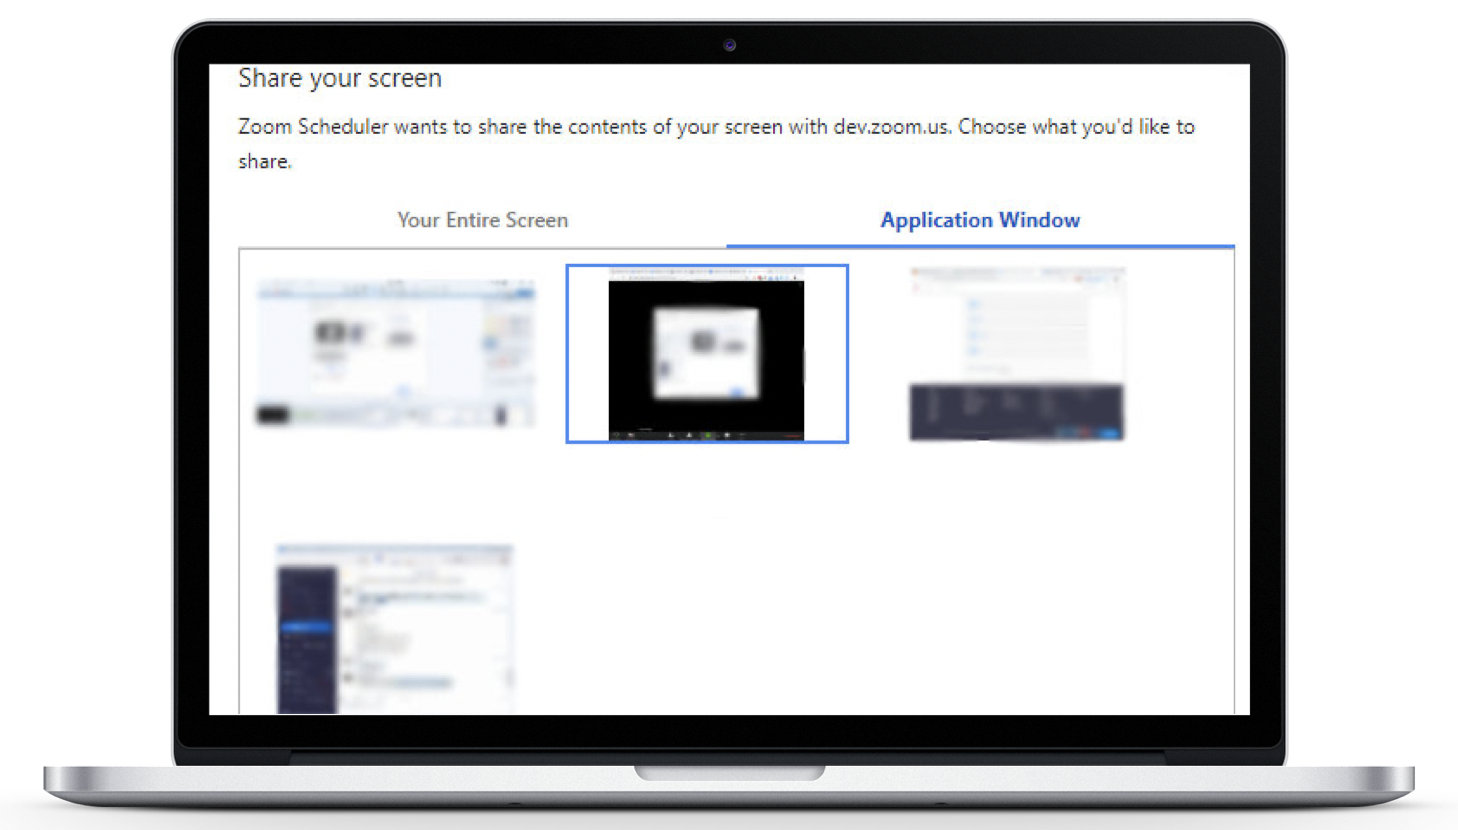 Share your screen
Zoom Scheduler wants to share the contents of your screen with dev.zoom.us. Choose what you'd like to
share.
Your Entire Screen
Application Window